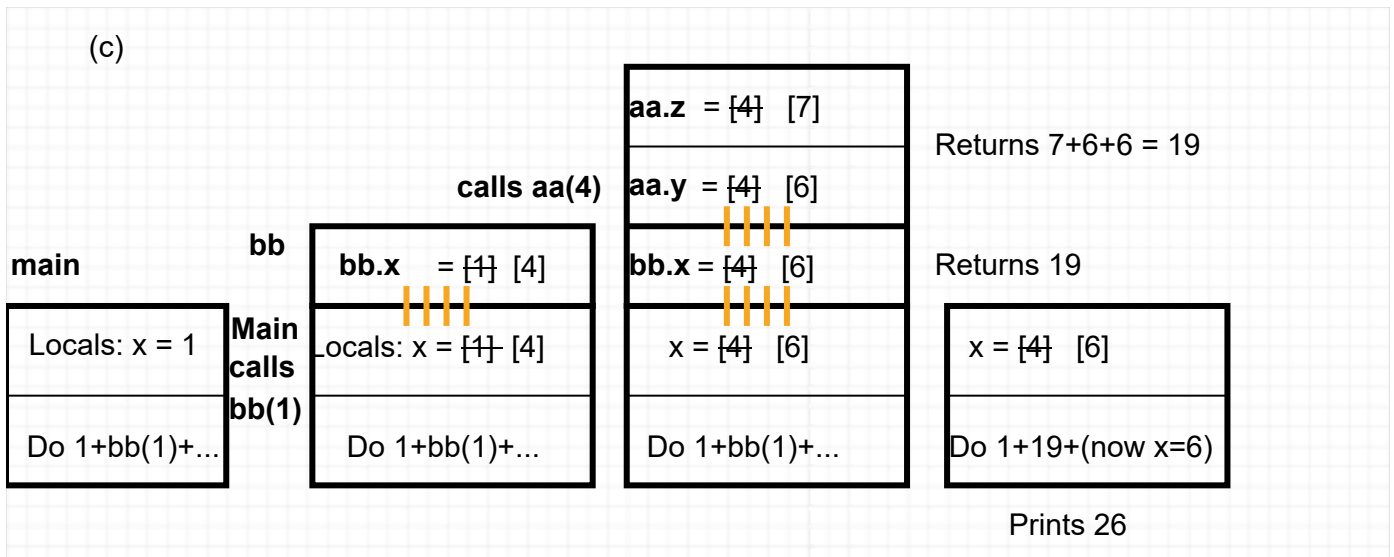 (c)
main
Locals: x = 1
Do 1+bb(1)+...
bb
Main
calls
bb(1)
bb.x = [1] [4]
Locals: x = [1] [4]
Do 1+bb(1)+...
calls aa(4)
aa.z = [4] [7]
aa.y = [4] [6]
bb.x = [4] [6]
x = [4] [6]
Do 1+bb(1)+...
Returns 7+6+6 = 19
Returns 19
x = [4] [6]
Do 1+19+(now x=6)
Prints 26